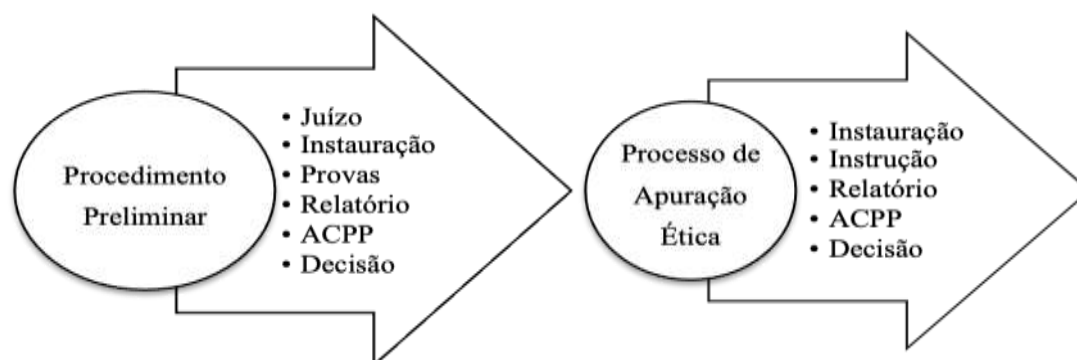 Procedimento
Preliminar
• Juízo
• Instauração
• Provas
• Relatório
• ACPP
• Decisão
Processo de
Apuração
Ética
• Instauração
• Instrução
• Relatório
• ACPP
• Decisão